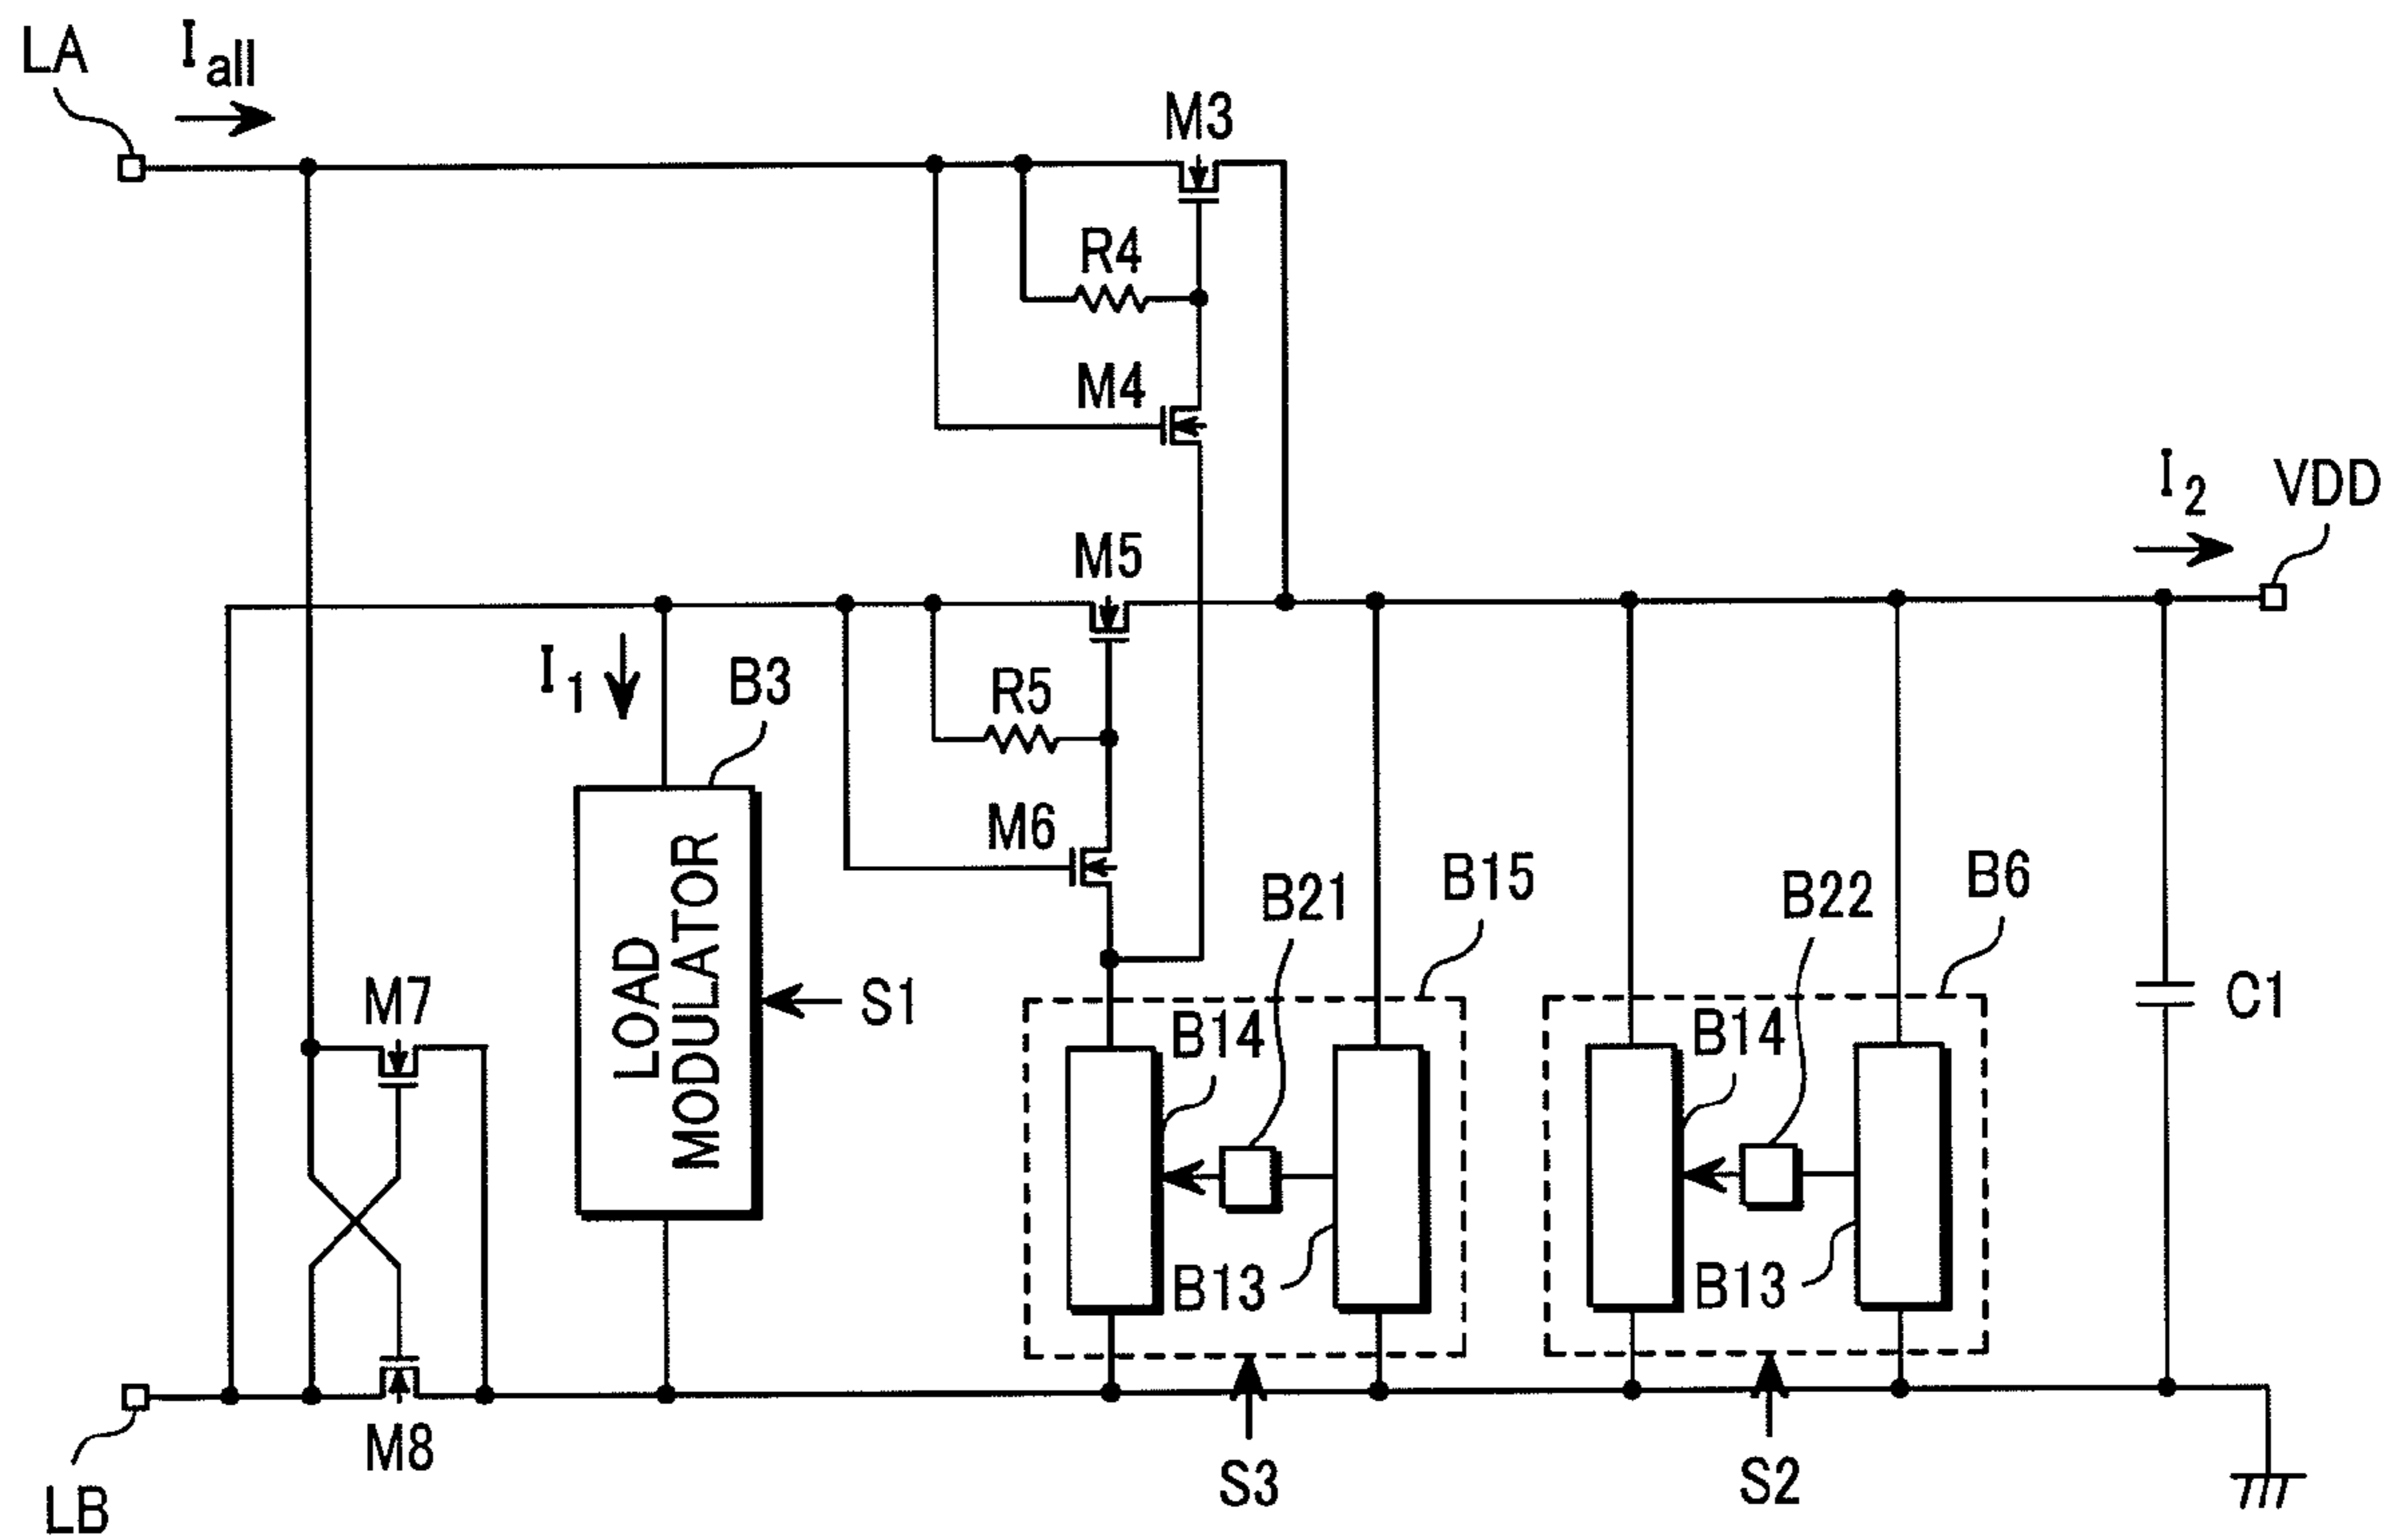 LA
I all
M3
R4
M4
I 2
VDD
M5
I 1
B3
R5
M6
B21
B15
B22
B6
M7
LOAD
MODULATOR
S1
B14
B14
C1
B13
B13
M8
LB
S3
S2